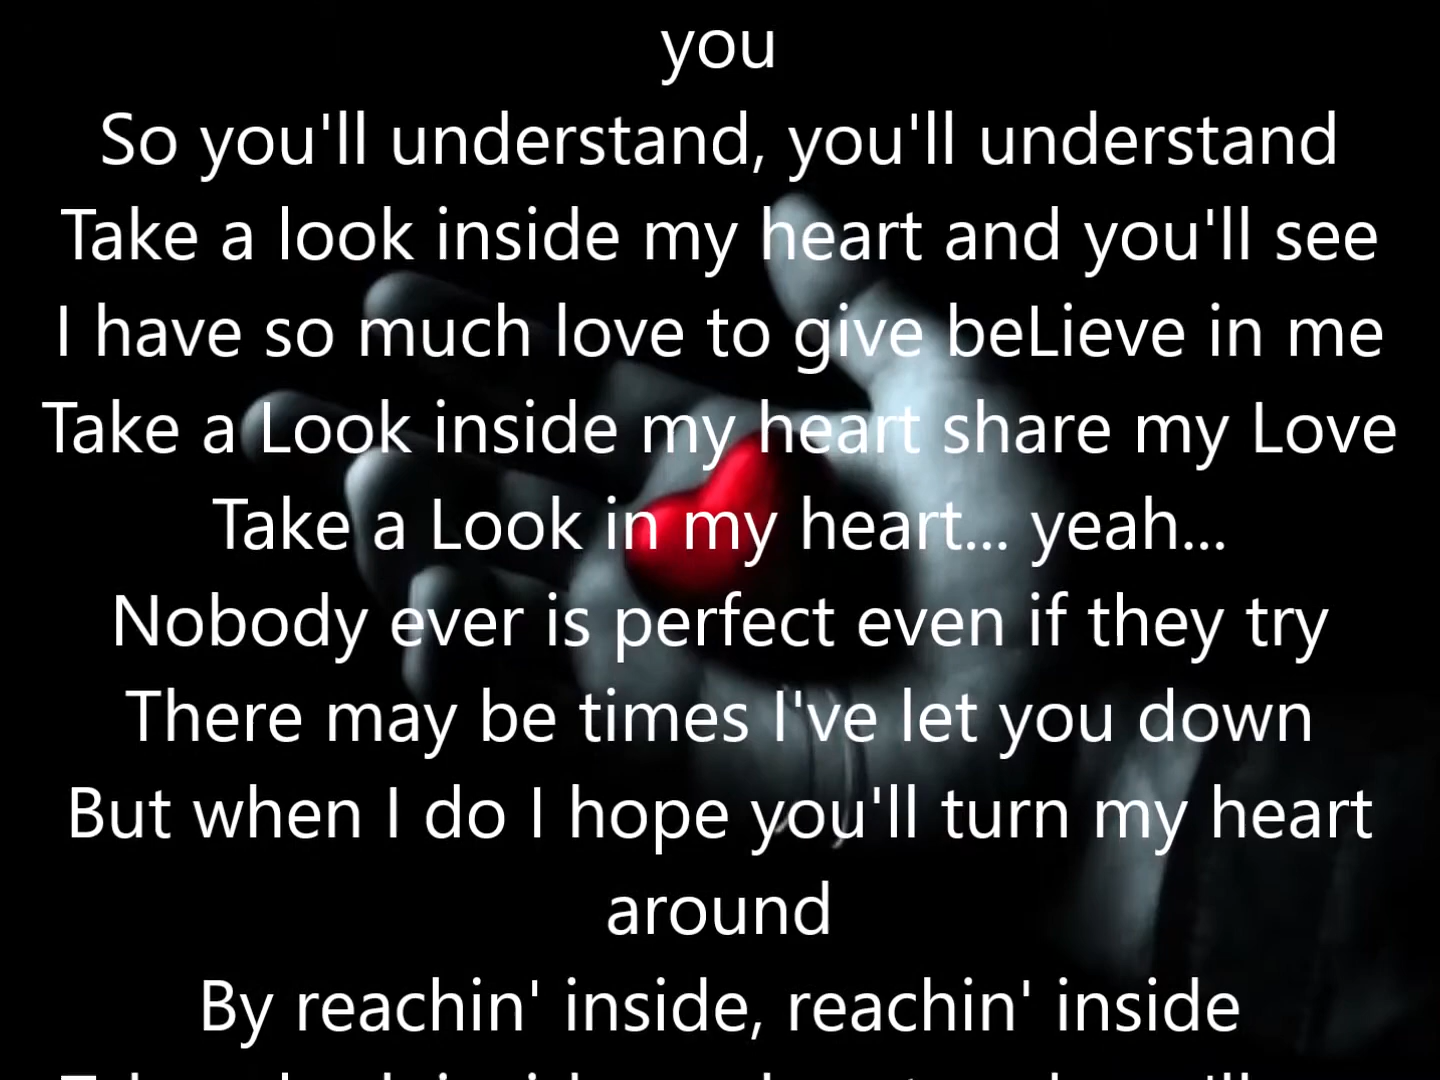 you
So you'll understand, you'll understand
Take a look inside my heart and you'll see
I have so much love to give beLieve in me
Take a Look inside my heart share my Love
Take a Look in my heart... yeah...
Nobody ever is perfect even if they try
There may be times I've let you down
But when I do I hope you'll turn my heart
around
By reachin' inside, reachin' inside